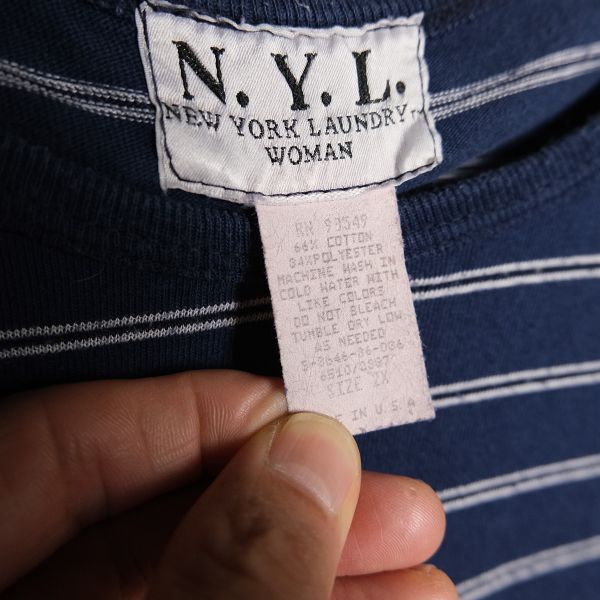 N.Y.L.
NEW YORK LAUNDRY
WOMAN
RN 93549
66% COTTON
34%POLYESTER
MACHINE WASH IN
COLD WATER WITH
LIKE COLORS
DO NOT BLEACH
TUMBLE DRY LOW
AS NEEDED
SIZE 2X
IN U.S.A